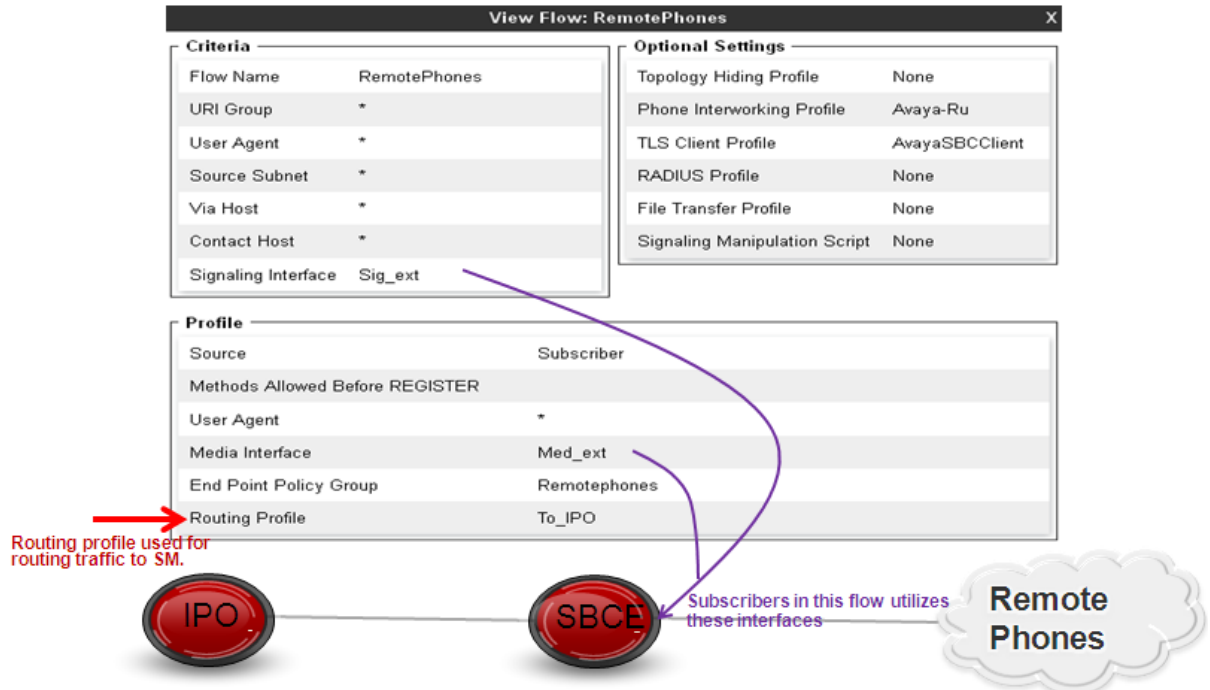 View Flow: RemotePhones X
Criteria
Flow Name RemotePhones
URI Group *
User Agent *
Source Subnet *
Via Host *
Contact Host *
Signaling Interface Sig_ext
Optional Settings
Topology Hiding Profile None
Phone Interworking Profile Avaya-Ru
TLS Client Profile AvayaSBCClient
RADIUS Profile None
File Transfer Profile None
Signaling Manipulation Script None
Profile
Source Subscriber
Methods Allowed Before REGISTER
User Agent *
Media Interface Med_ext
End Point Policy Group Remotephones
Routing Profile To_IPO
Routing profile used for
routing traffic to SM.
IPO
SBCE
Subscribers in this flow utilizes
these interfaces
Remote
Phones